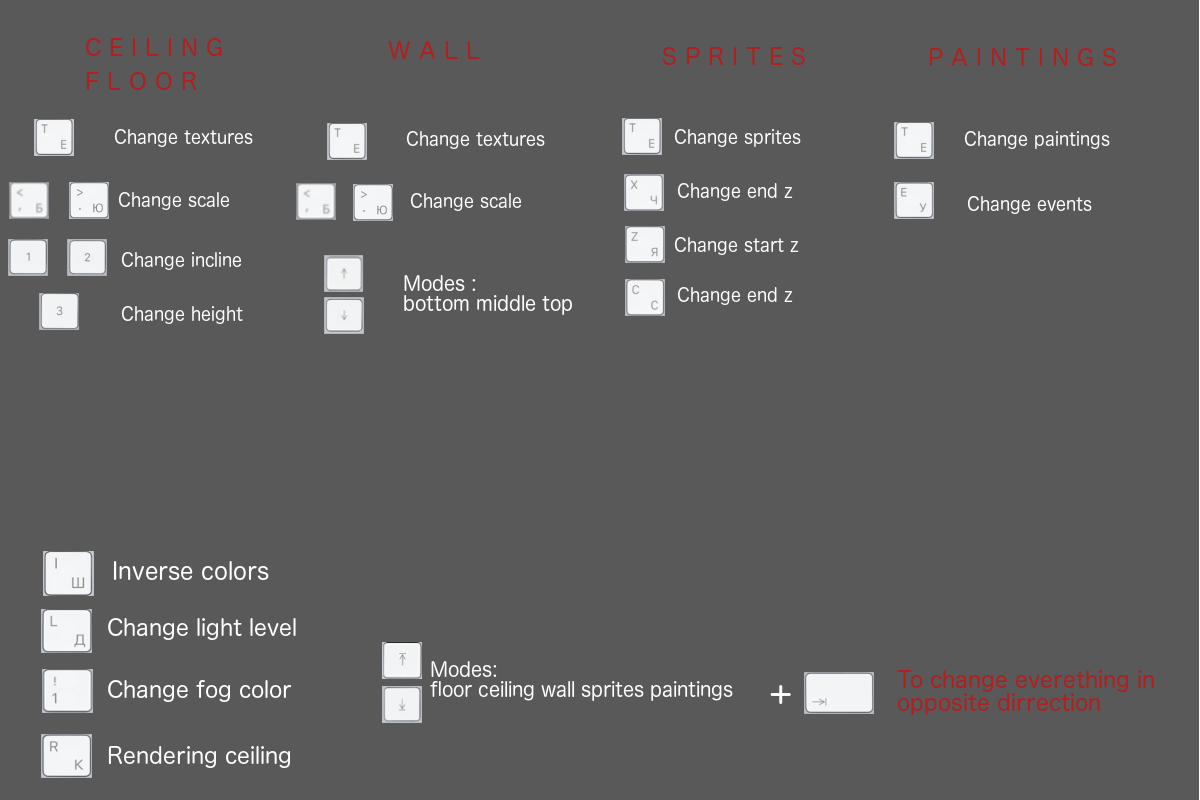 CEILING
FLOOR
T
E
Change textures
<
, Б
>
. Ю
Change scale
1
2
Change incline
3
Change height
WALL
T
E
Change textures
<
, Б
>
. Ю
Change scale
↑
↓
Modes :
bottom middle top
SPRITES
T
E
Change sprites
X
Ч
Change end z
Z
Я
Change start z
C
С
Change end z
PAINTINGS
T
E
Change paintings
E
У
Change events
I
Ш
Inverse colors
L
Д
Change light level
!
1
Change fog color
R
К
Rendering ceiling
Modes:
floor ceiling wall sprites paintings
+
To change everething in
opposite dirrection